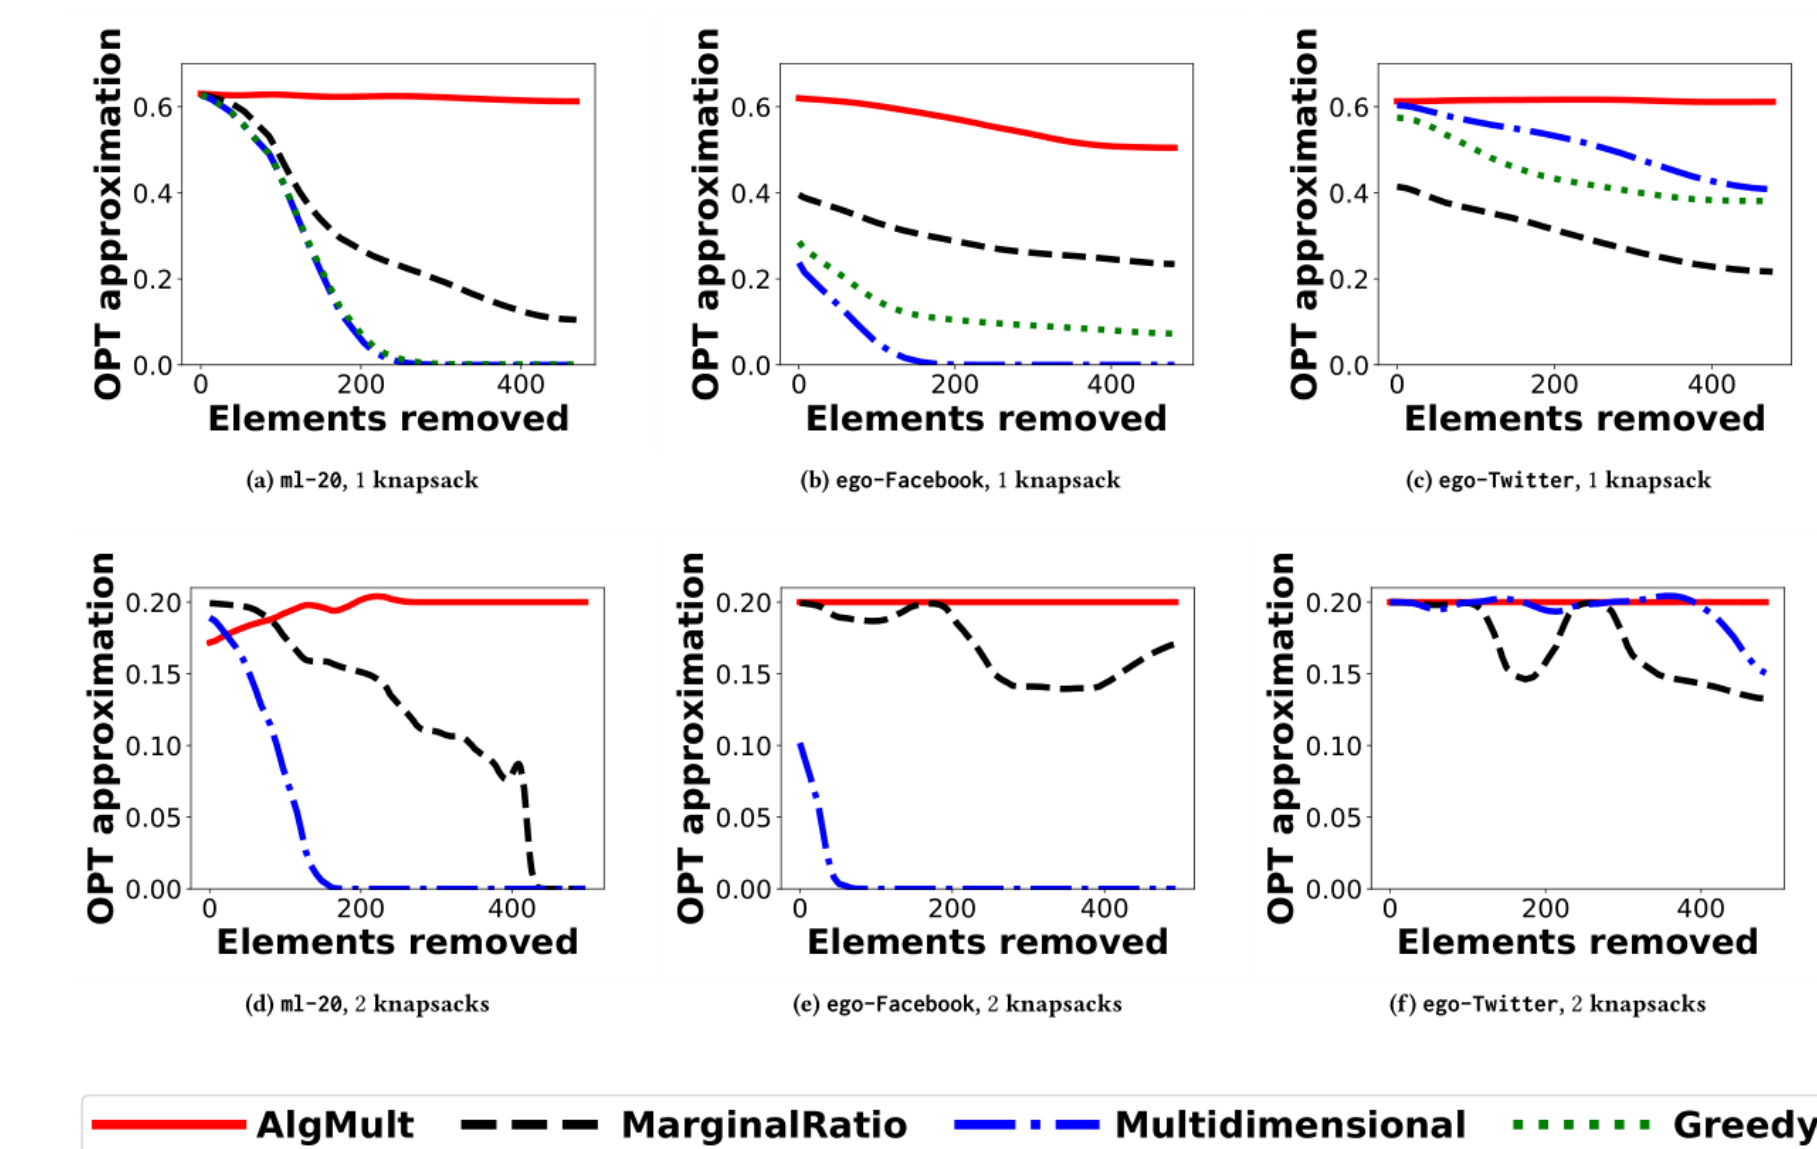 OPT approximation
0.6
0.4
0.2
0.0
0 200 400
Elements removed
(a) ml-20, 1 knapsack
OPT approximation
0.6
0.4
0.2
0.0
0 200 400
Elements removed
(b) ego-Facebook, 1 knapsack
OPT approximation
0.6
0.4
0.2
0.0
0 200 400
Elements removed
(c) ego-Twitter, 1 knapsack
OPT approximation
0.20
0.15
0.10
0.05
0.00
0 200 400
Elements removed
(d) ml-20, 2 knapsacks
OPT approximation
0.20
0.15
0.10
0.05
0.00
0 200 400
Elements removed
(e) ego-Facebook, 2 knapsacks
OPT approximation
0.20
0.15
0.10
0.05
0.00
0 200 400
Elements removed
(f) ego-Twitter, 2 knapsacks
AlgMult MarginalRatio Multidimensional Greedy